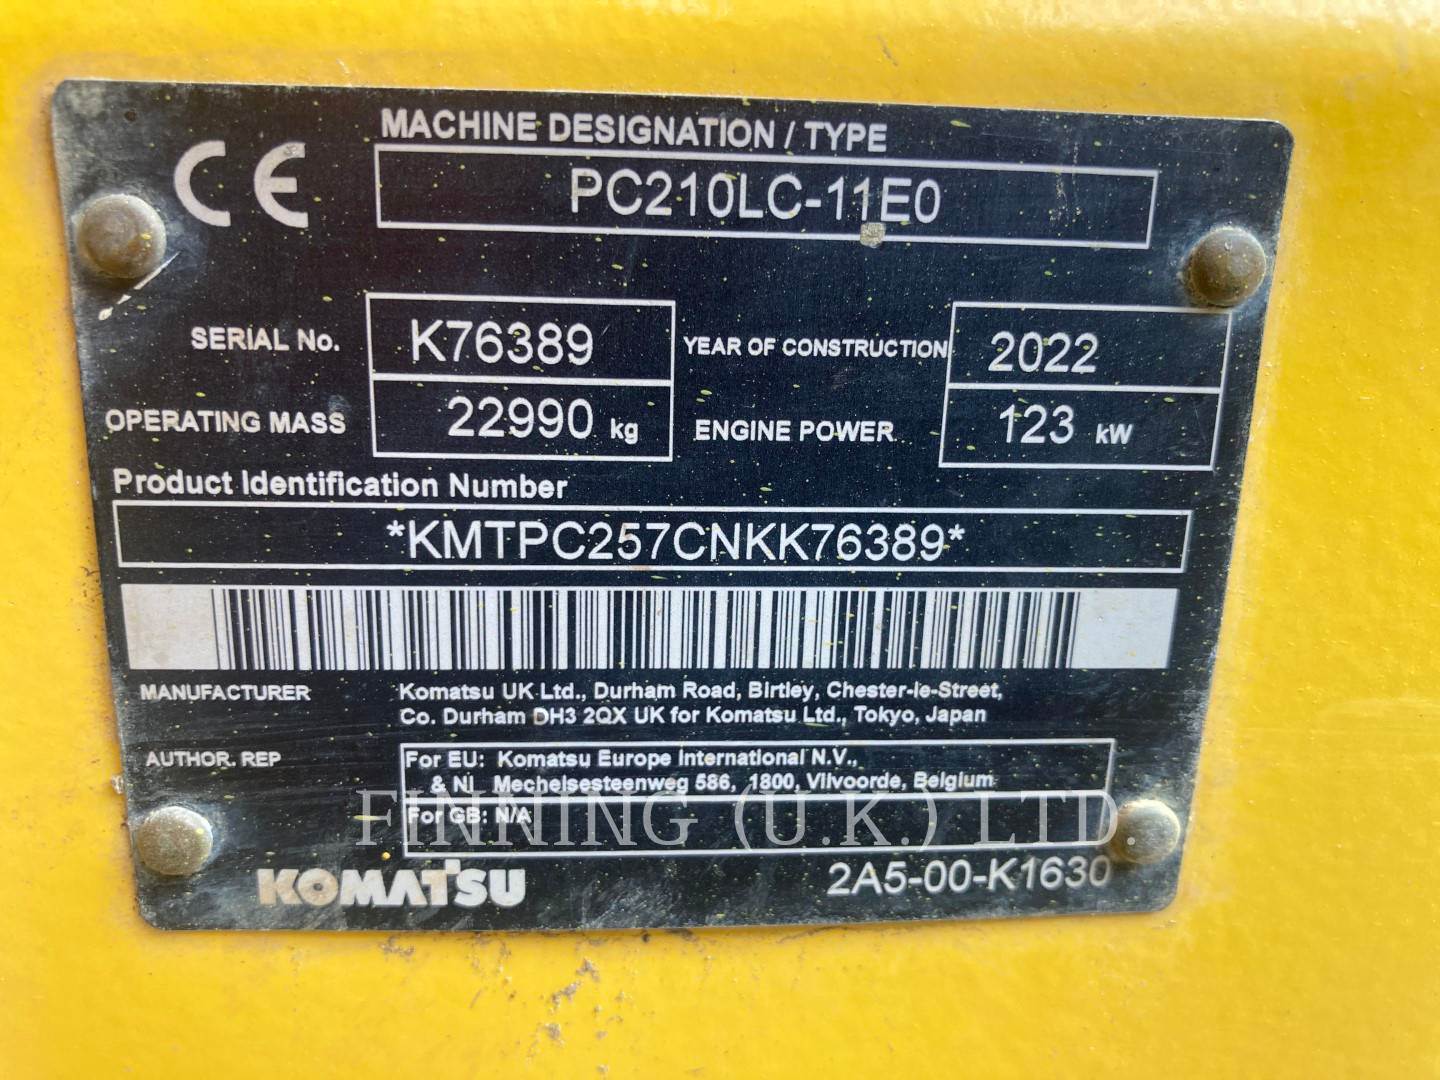 CE
MACHINE DESIGNATION / TYPE
PC210LC-11E0
SERIAL No. K76389 YEAR OF CONSTRUCTION 2022
OPERATING MASS 22990 kg ENGINE POWER 123 kW
Product Identification Number
*KMTPC257CNKK76389*
MANUFACTURER Komatsu UK Ltd., Durham Road, Birtley, Chester-le-Street,
Co. Durham DH3 2QX UK for Komatsu Ltd., Tokyo, Japan
AUTHOR. REP For EU: Komatsu Europe International N.V.,
& NI Mechelsesteenweg 586, 1800, Vilvoorde, Belgium
For GB: N/A
FINNING (U.K.) LTD.
KOMATSU 2A5-00-K1630